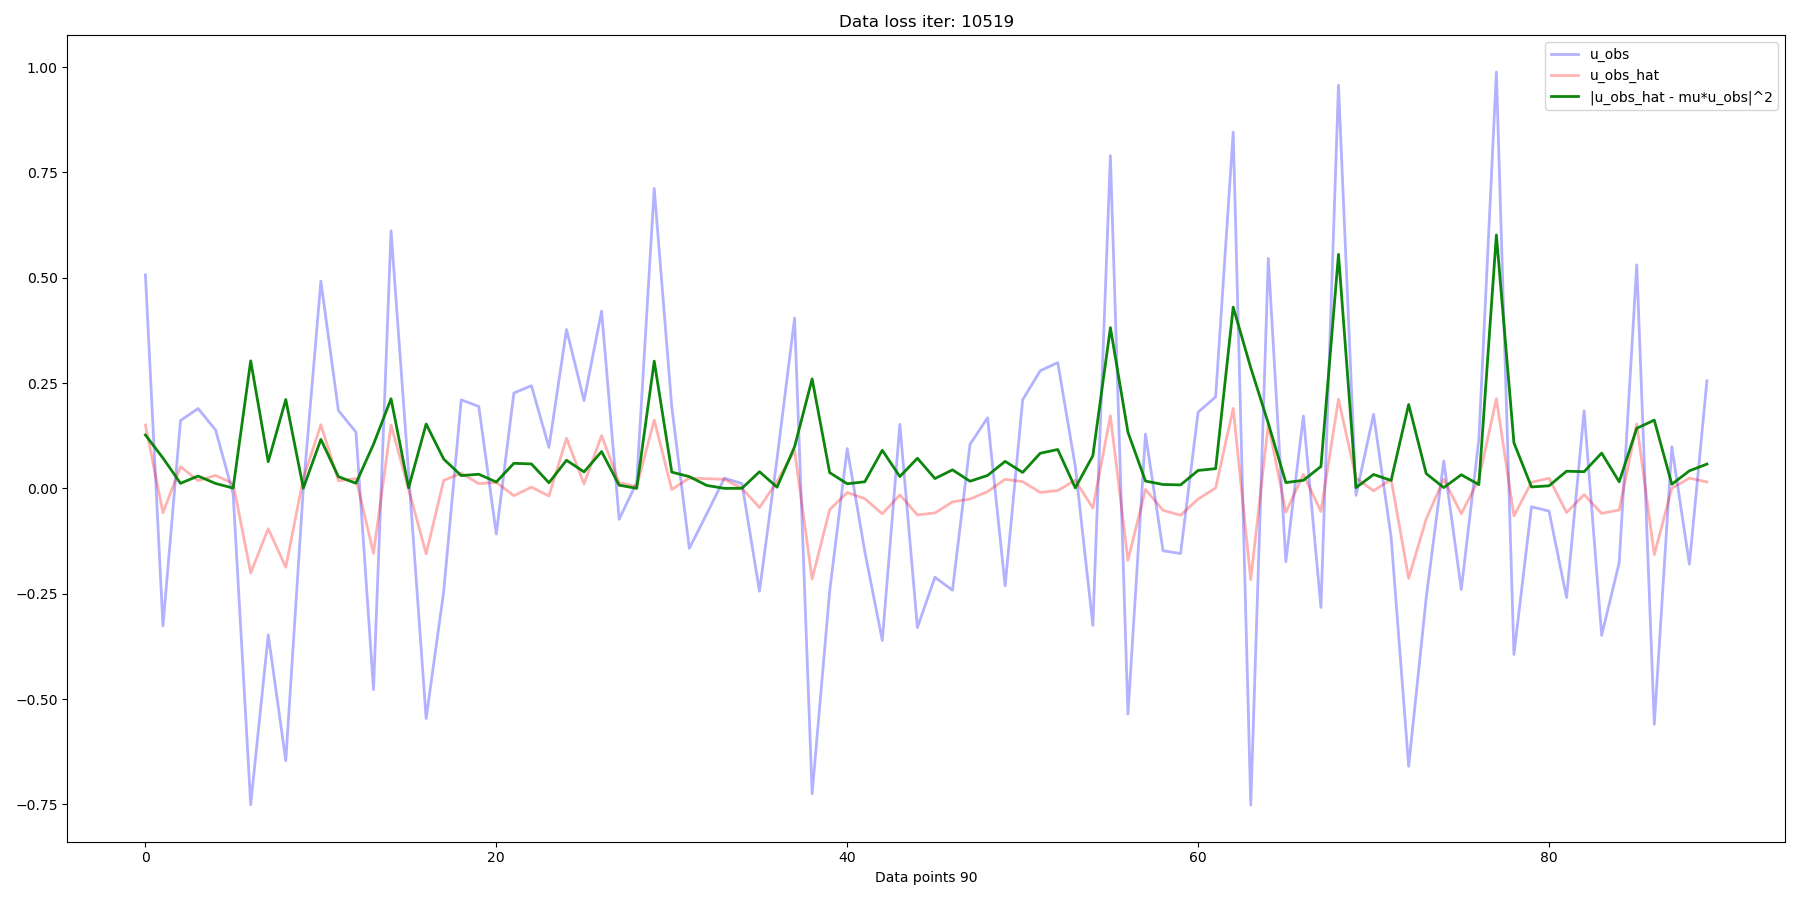 Data loss iter: 10519
u_obs
u_obs_hat
|u_obs_hat - mu*u_obs|^2
1.00
0.75
0.50
0.25
0.00
−0.25
−0.50
−0.75
0 20 40 60 80
Data points 90